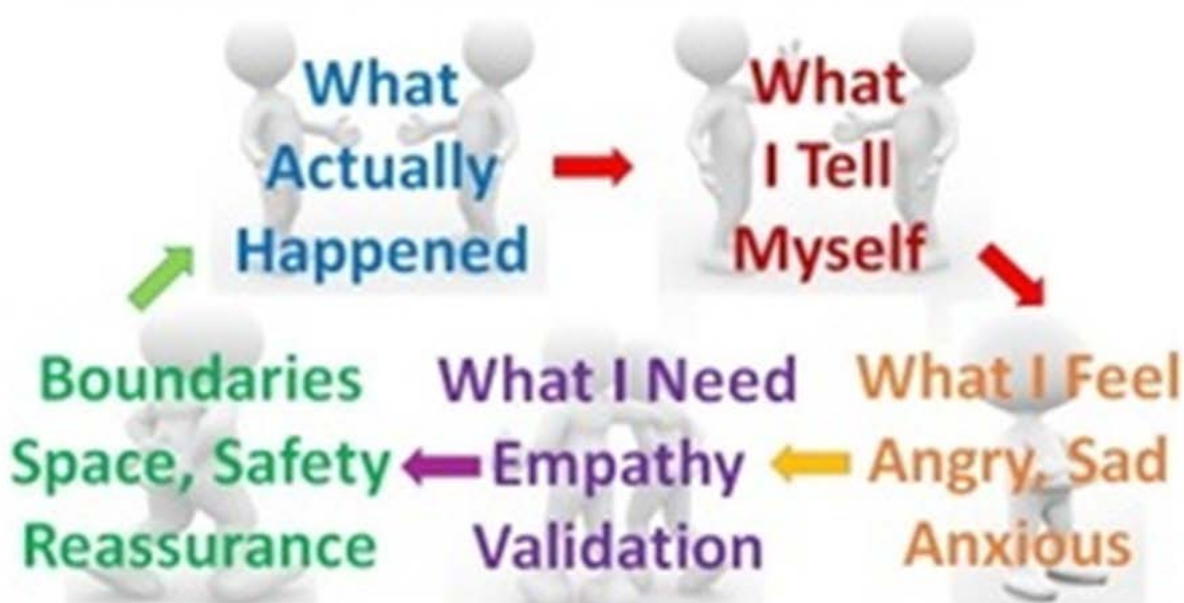 What
Actually
Happened
What
I Tell
Myself
What I Feel
Angry, Sad
Anxious
What I Need
Empathy
Validation
Boundaries
Space, Safety
Reassurance